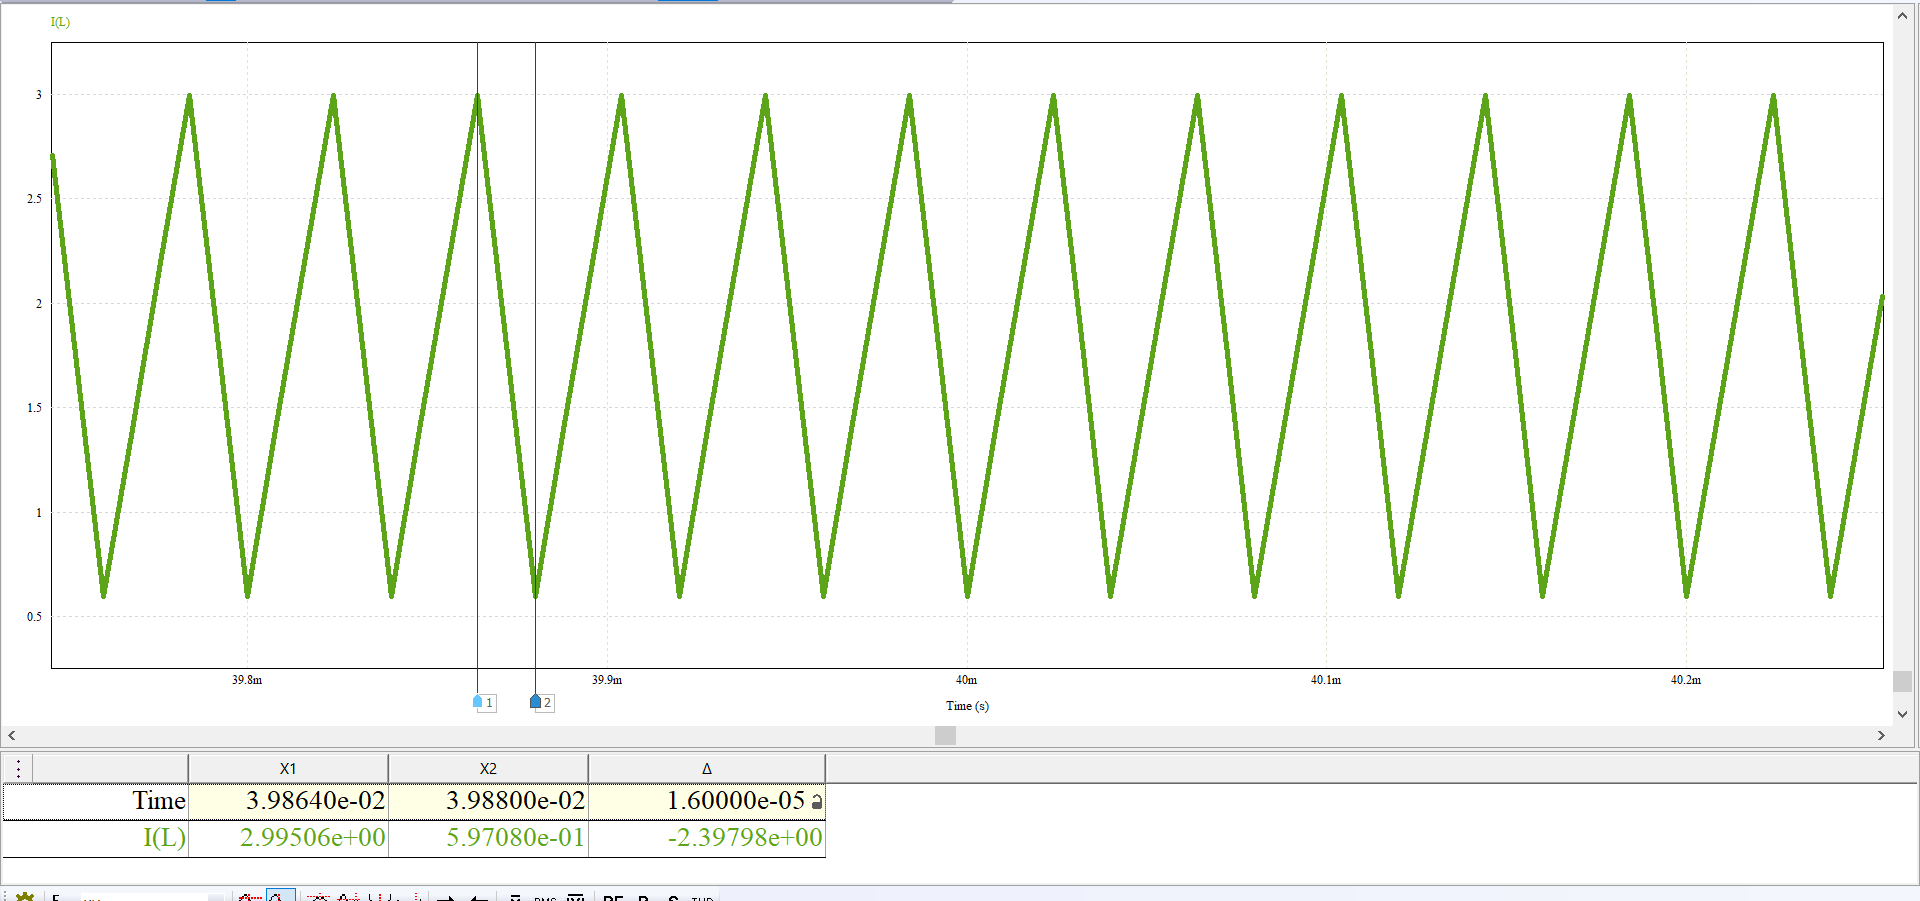 I(L)
3
2.5
2
1.5
1
0.5
39.8m
39.9m
40m
40.1m
40.2m
1
2
Time (s)
X1 X2 Δ
Time 3.98640e-02 3.98800e-02 1.60000e-05
I(L) 2.99506e+00 5.97080e-01 -2.39798e+00